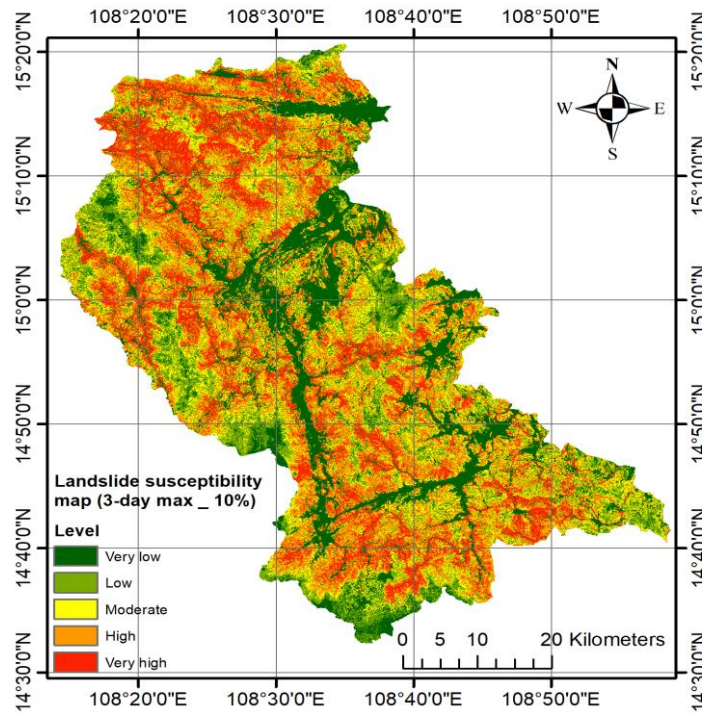 108°20'0"E 108°30'0"E 108°40'0"E 108°50'0"E
15°20'0"N 15°20'0"N
N
W E
S
15°10'0"N 15°10'0"N
15°0'0"N 15°0'0"N
14°50'0"N 14°50'0"N
Landslide susceptibility
map (3-day max _ 10%)
Level
Very low
Low
Moderate
High
Very high
14°40'0"N 14°40'0"N
0 5 10 20 Kilometers
14°30'0"N 14°30'0"N
108°20'0"E 108°30'0"E 108°40'0"E 108°50'0"E